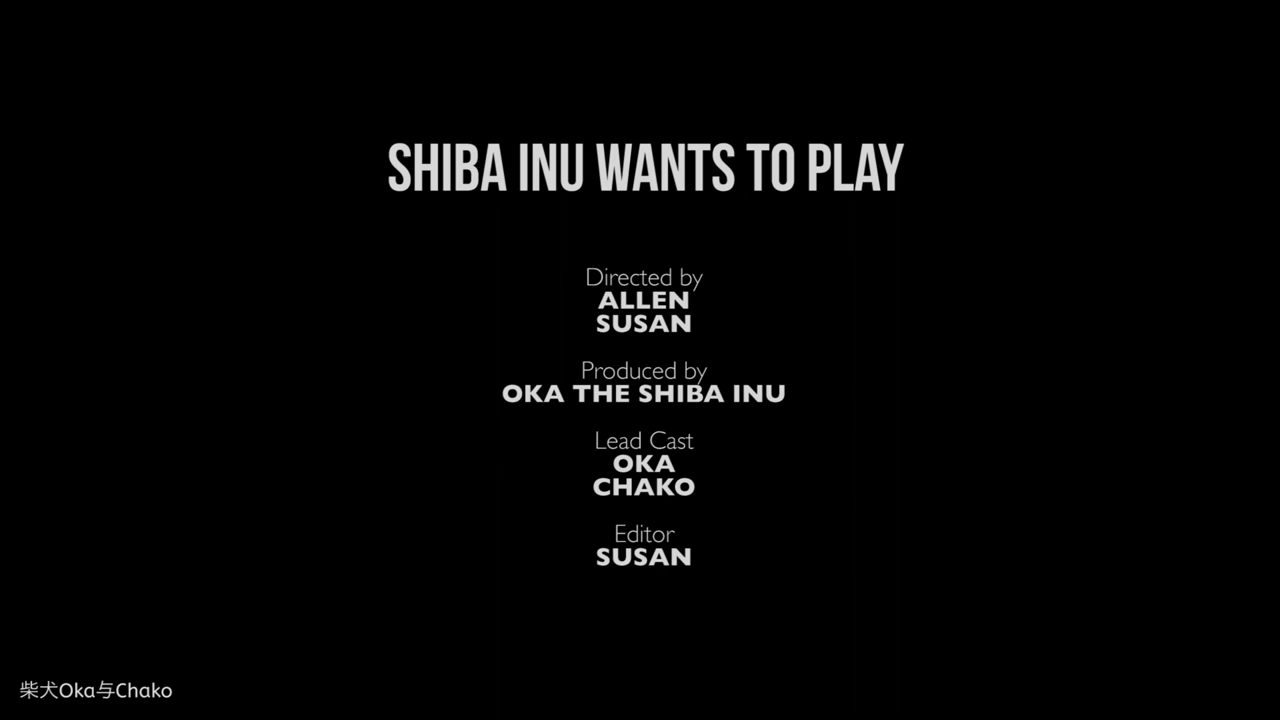 SHIBA INU WANTS TO PLAY
Directed by
ALLEN
SUSAN
Produced by
OKA THE SHIBA INU
Lead Cast
OKA
CHAKO
Editor
SUSAN
柴犬Oka与Chako